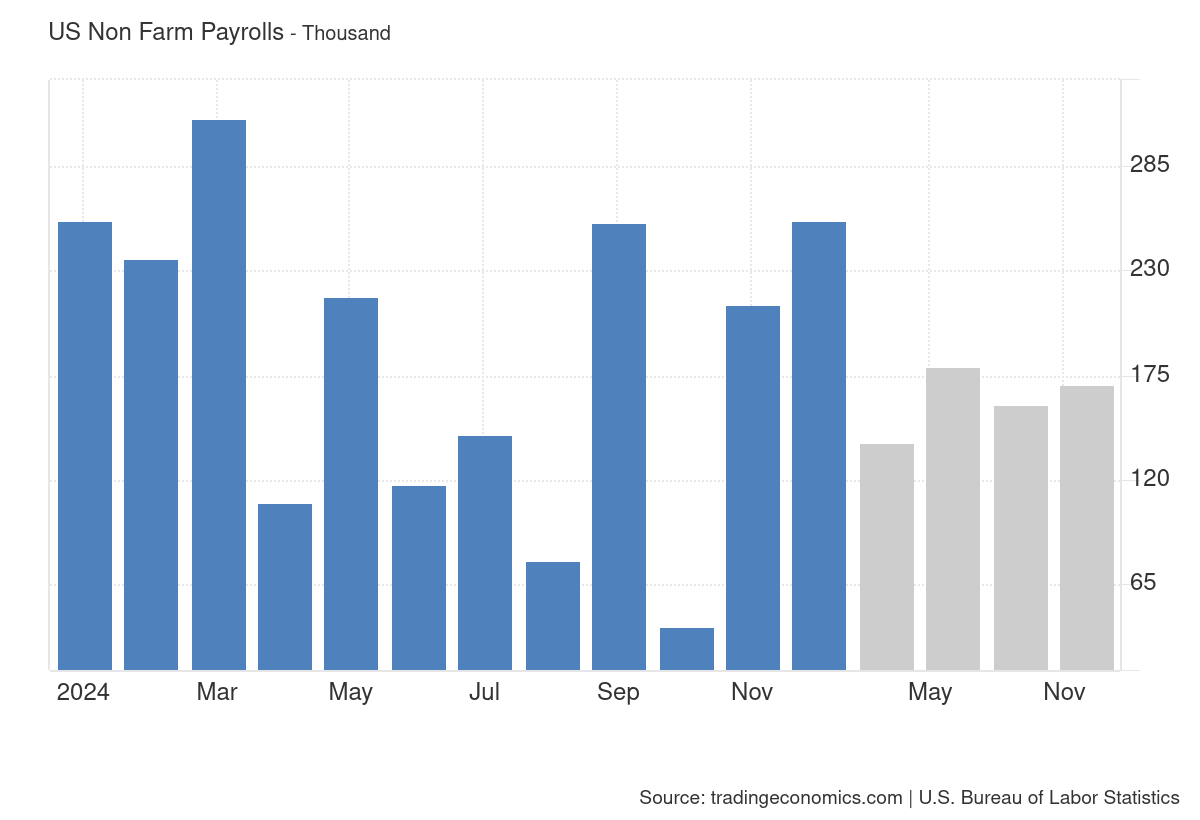 US Non Farm Payrolls - Thousand
285
230
175
120
65
2024 Mar May Jul Sep Nov May Nov
Source: tradingeconomics.com | U.S. Bureau of Labor Statistics